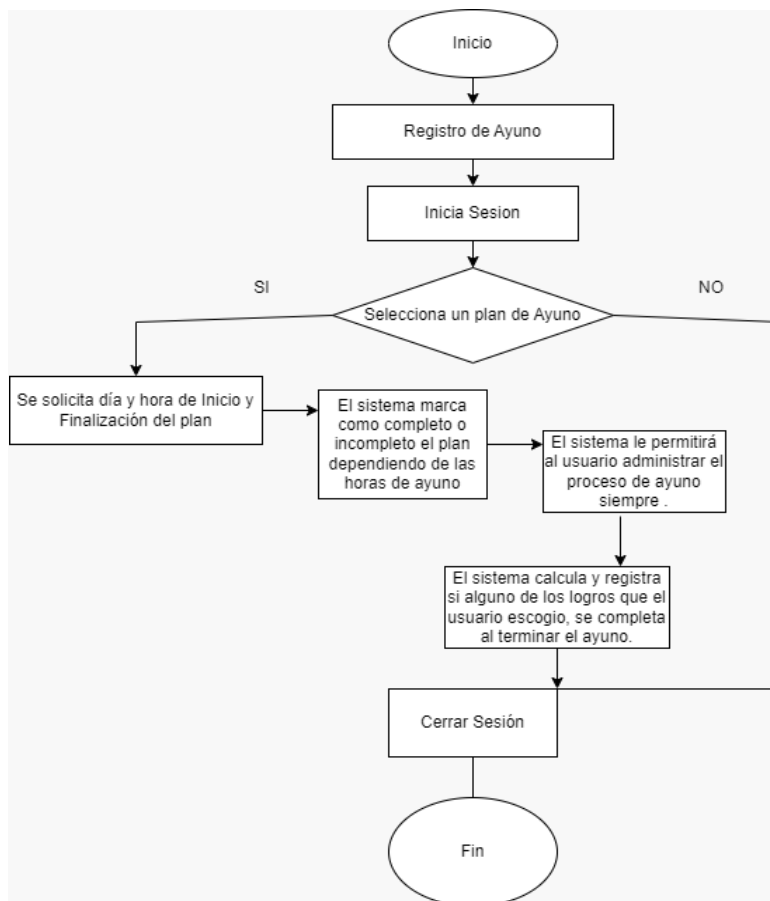 Inicio
Registro de Ayuno
Inicia Sesion
SI
NO
Selecciona un plan de Ayuno
Se solicita día y hora de Inicio y
Finalización del plan
El sistema marca
como completo o
incompleto el plan
dependiendo de las
horas de ayuno
El sistema le permitirá
al usuario administrar el
proceso de ayuno
siempre .
El sistema calcula y registra
si alguno de los logros que el
usuario escogio, se completa
al terminar el ayuno.
Cerrar Sesión
Fin